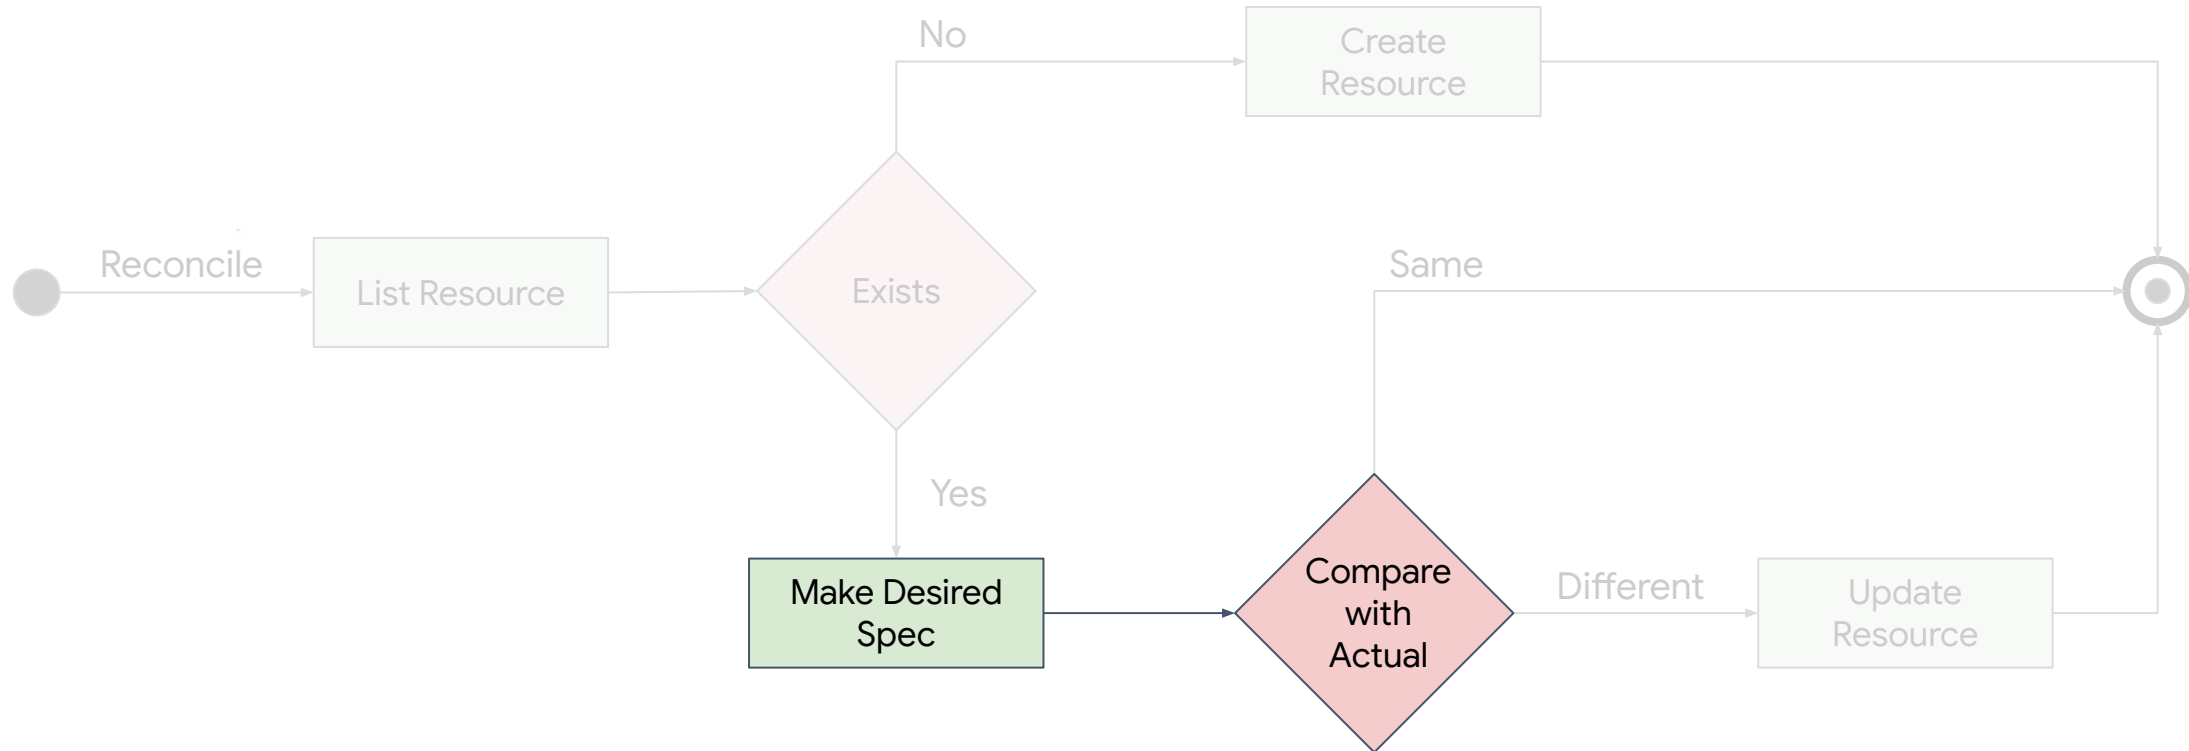 No
Create
Resource
Reconcile
List Resource
Exists
Same
Yes
Make Desired
Spec
Compare
with
Actual
Different
Update
Resource